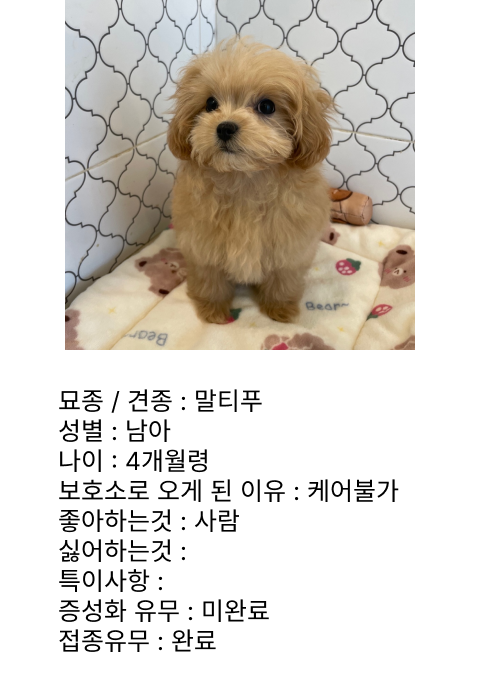 Bear~
Bear~
묘종 / 견종 : 말티푸
성별 : 남아
나이 : 4개월령
보호소로 오게 된 이유 : 케어불가
좋아하는것 : 사람
싫어하는것 :
특이사항 :
증성화 유무 : 미완료
접종유무 : 완료